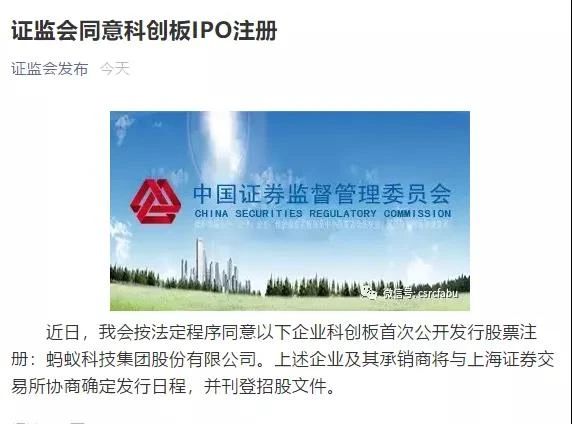 证监会同意科创板IPO注册
证监会发布 今天
中国证券监督管理委员会
CHINA SECURITIES REGULATORY COMMISSION
微信号: csrcfabu
近日，我会按法定程序同意以下企业科创板首次公开发行股票注
册：蚂蚁科技集团股份有限公司。上述企业及其承销商将与上海证券交
易所协商确定发行日程，并刊登招股文件。